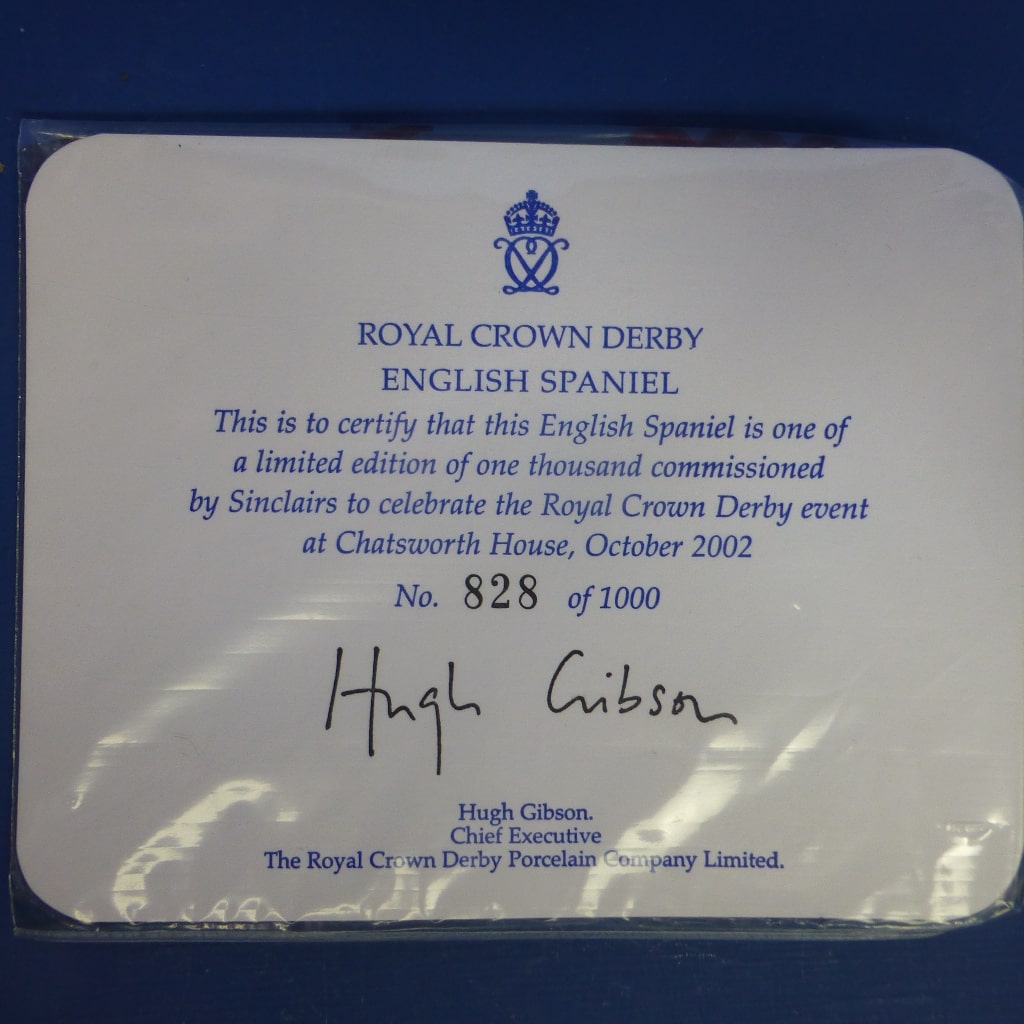 ROYAL CROWN DERBY
ENGLISH SPANIEL
This is to certify that this English Spaniel is one of
a limited edition of one thousand commissioned
by Sinclairs to celebrate the Royal Crown Derby event
at Chatsworth House, October 2002
No. 828 of 1000
Hugh Gibson
Hugh Gibson.
Chief Executive
The Royal Crown Derby Porcelain Company Limited.